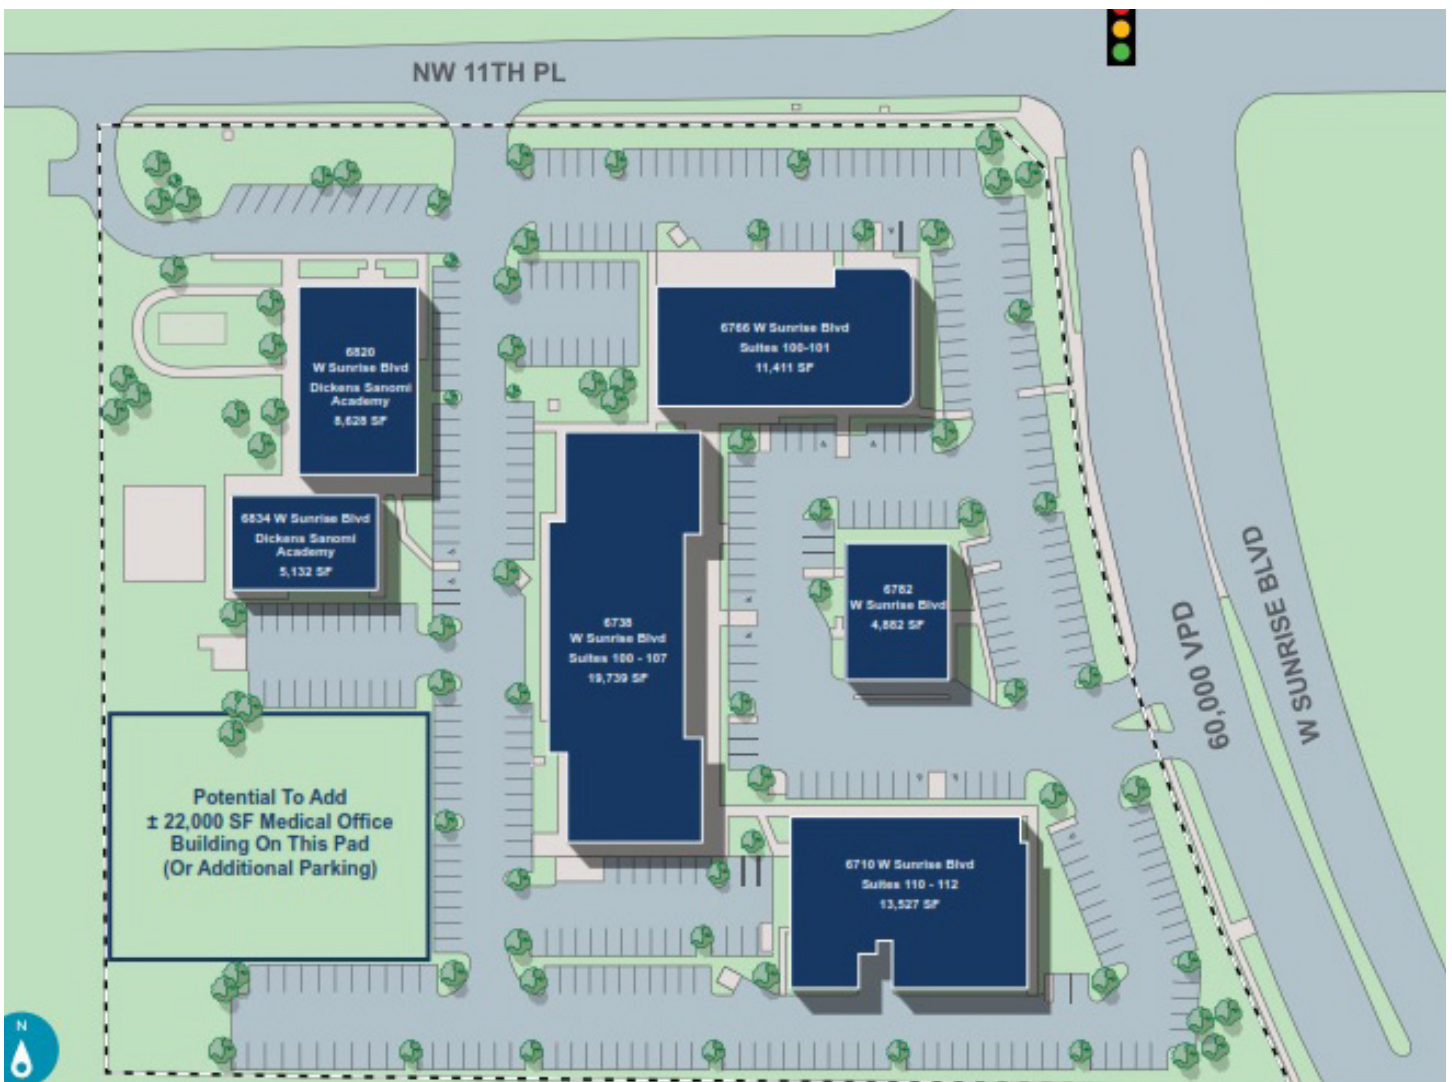 NW 11TH PL
6766 W Sunrise Blvd
Suites 100-101
11,411 SF
6820
W Sunrise Blvd
Dickens Sanomi
Academy
8,628 SF
6834 W Sunrise Blvd
Dickens Sanomi
Academy
5,132 SF
6738
W Sunrise Blvd
Suites 100 - 107
19,739 SF
6782
W Sunrise Blvd
4,882 SF
60,000 VPD
W SUNRISE BLVD
Potential To Add
± 22,000 SF Medical Office
Building On This Pad
(Or Additional Parking)
6710 W Sunrise Blvd
Suites 110 - 112
13,527 SF
N